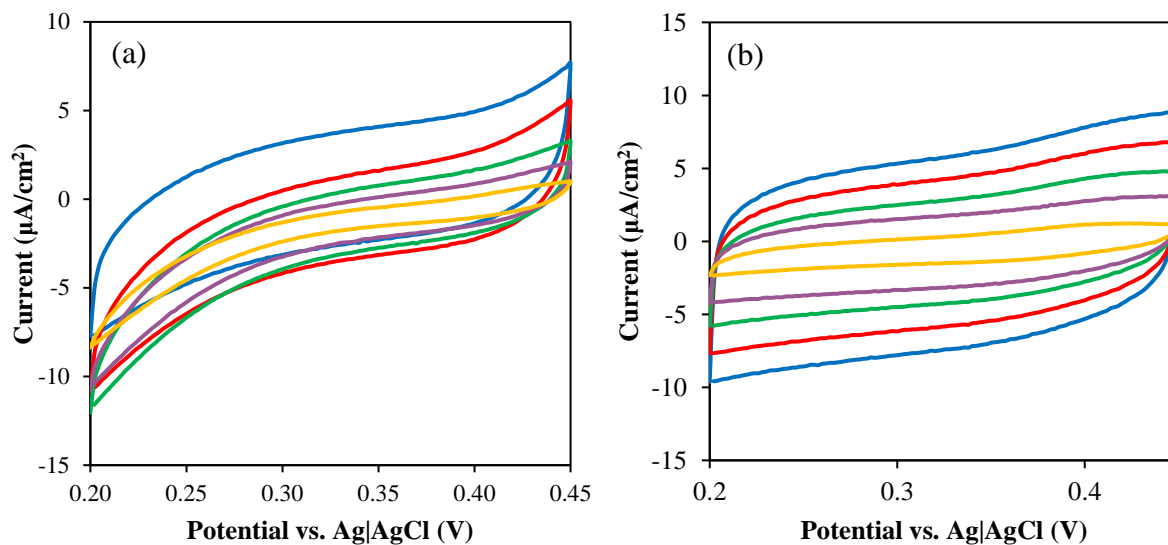 (a)
10
5
0
-5
-10
-15
Current (µA/cm²)
0.20 0.25 0.30 0.35 0.40 0.45
Potential vs. Ag|AgCl (V)
(b)
15
10
5
0
-5
-10
-15
Current (µA/cm²)
0.2 0.3 0.4
Potential vs. Ag|AgCl (V)